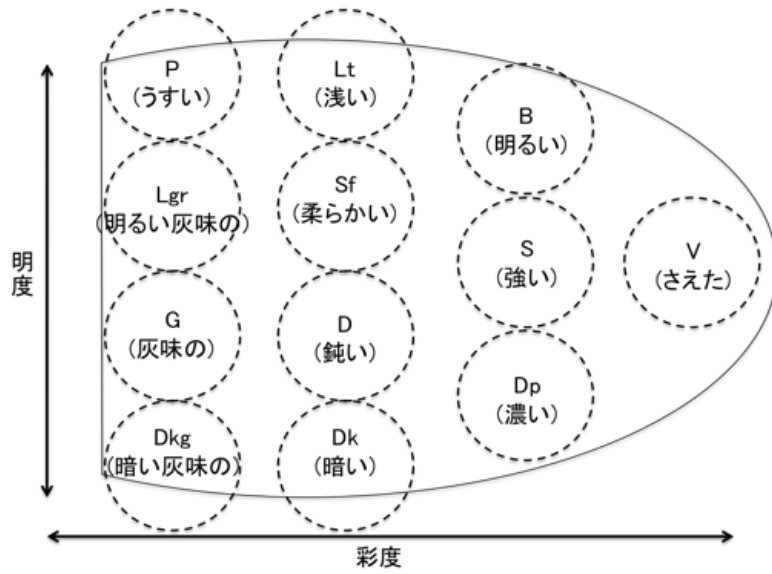 P
(うすい)
Lt
(浅い)
B
(明るい)
Lgr
(明るい灰味の)
Sf
(柔らかい)
S
(強い)
V
(さえた)
明度
G
(灰味の)
D
(鈍い)
Dp
(濃い)
Dkg
(暗い灰味の)
Dk
(暗い)
彩度